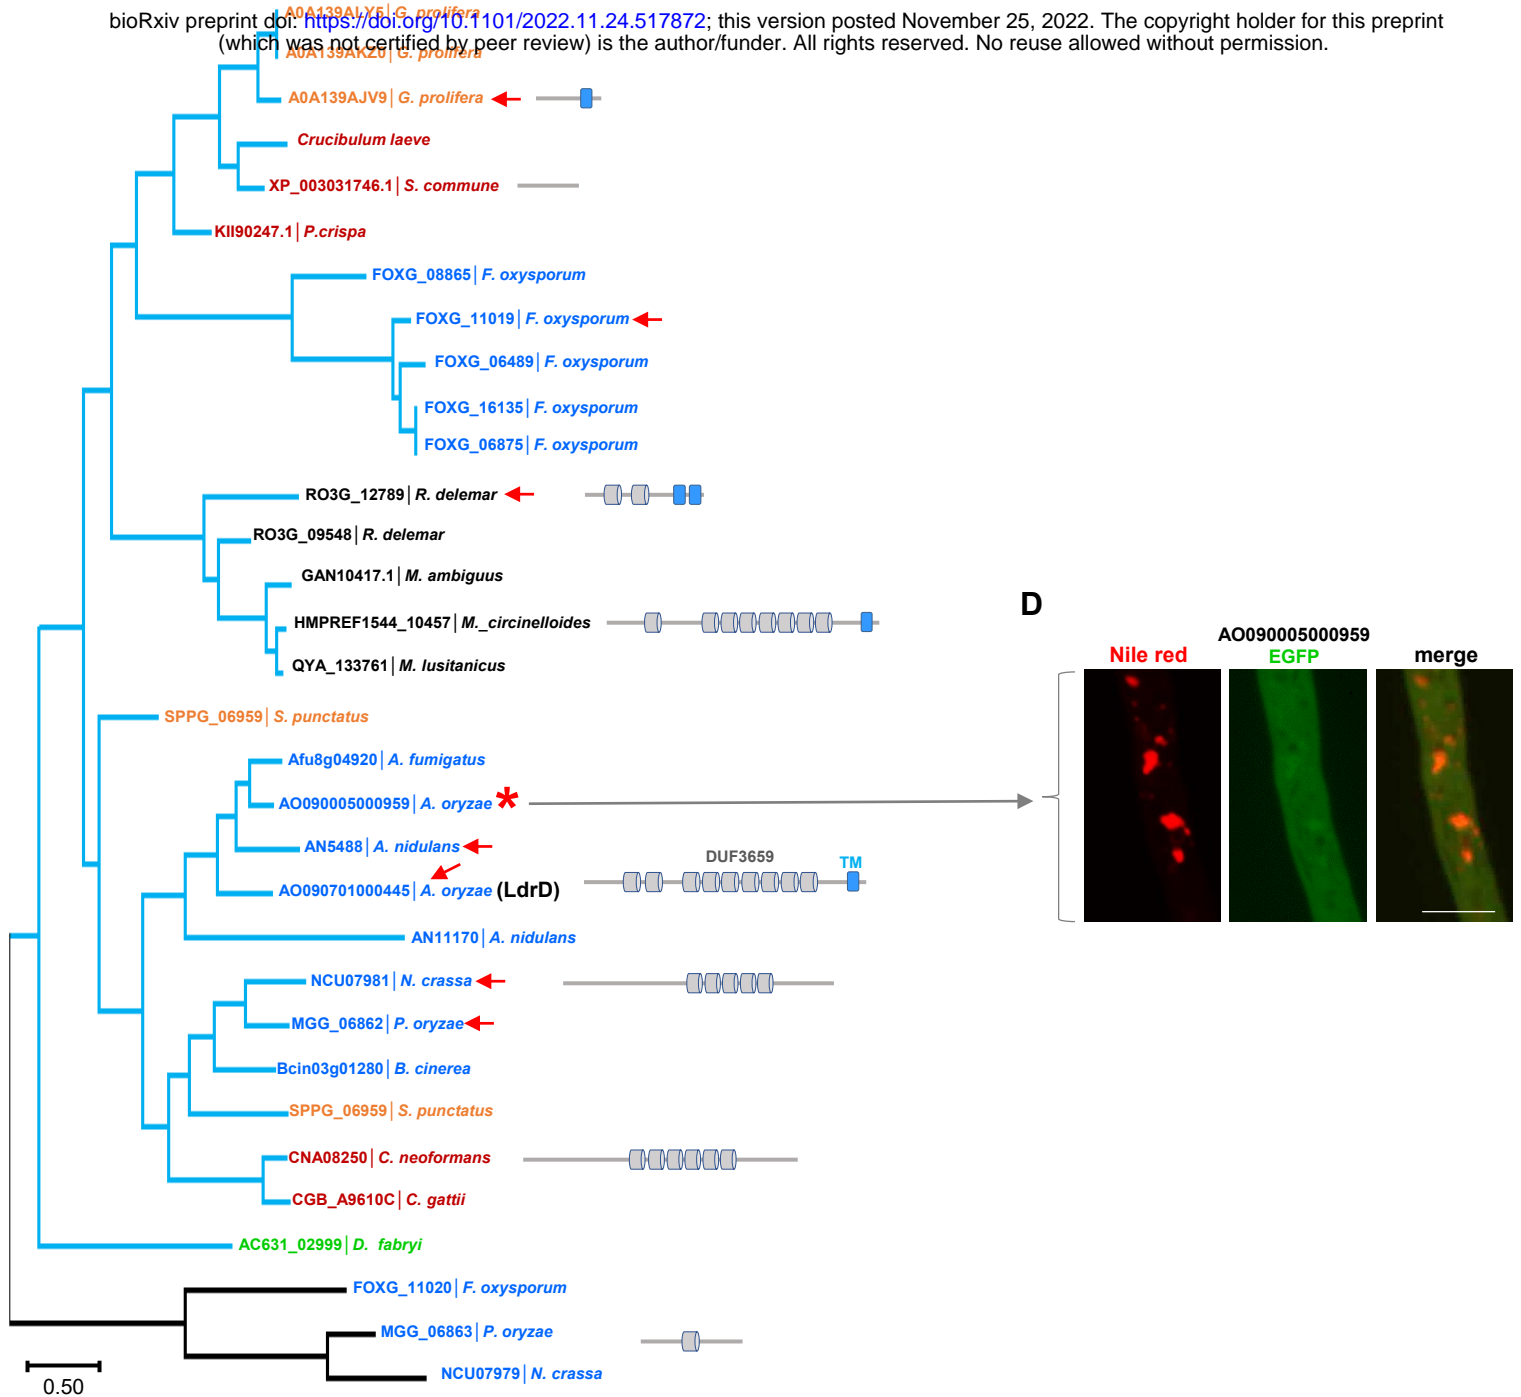 bioRxiv preprint doi: https://doi.org/10.1101/2022.11.24.517872; this version posted November 25, 2022. The copyright holder for this preprint
(which was not certified by peer review) is the author/funder. All rights reserved. No reuse allowed without permission.
A0A139ALY5| G. prolifera
A0A139AKZ0| G. prolifera
A0A139AJV9| G. prolifera
Crucibulum laeve
XP_003031746.1| S. commune
KII90247.1| P.crispa
FOXG_08865| F. oxysporum
FOXG_11019| F. oxysporum
FOXG_06489| F. oxysporum
FOXG_16135| F. oxysporum
FOXG_06875| F. oxysporum
RO3G_12789| R. delemar
RO3G_09548| R. delemar
GAN10417.1| M. ambiguus
HMPREF1544_10457| M._circinelloides
QYA_133761| M. lusitanicus
SPPG_06959| S. punctatus
Afu8g04920| A. fumigatus
AO090005000959| A. oryzae *
AN5488| A. nidulans
AO090701000445| A. oryzae (LdrD)
DUF3659
TM
AN11170| A. nidulans
NCU07981| N. crassa
MGG_06862| P. oryzae
Bcin03g01280| B. cinerea
SPPG_06959| S. punctatus
CNA08250| C. neoformans
CGB_A9610C| C. gattii
AC631_02999| D. fabryi
FOXG_11020| F. oxysporum
MGG_06863| P. oryzae
NCU07979| N. crassa
0.50
D
AO090005000959
Nile red
EGFP
merge